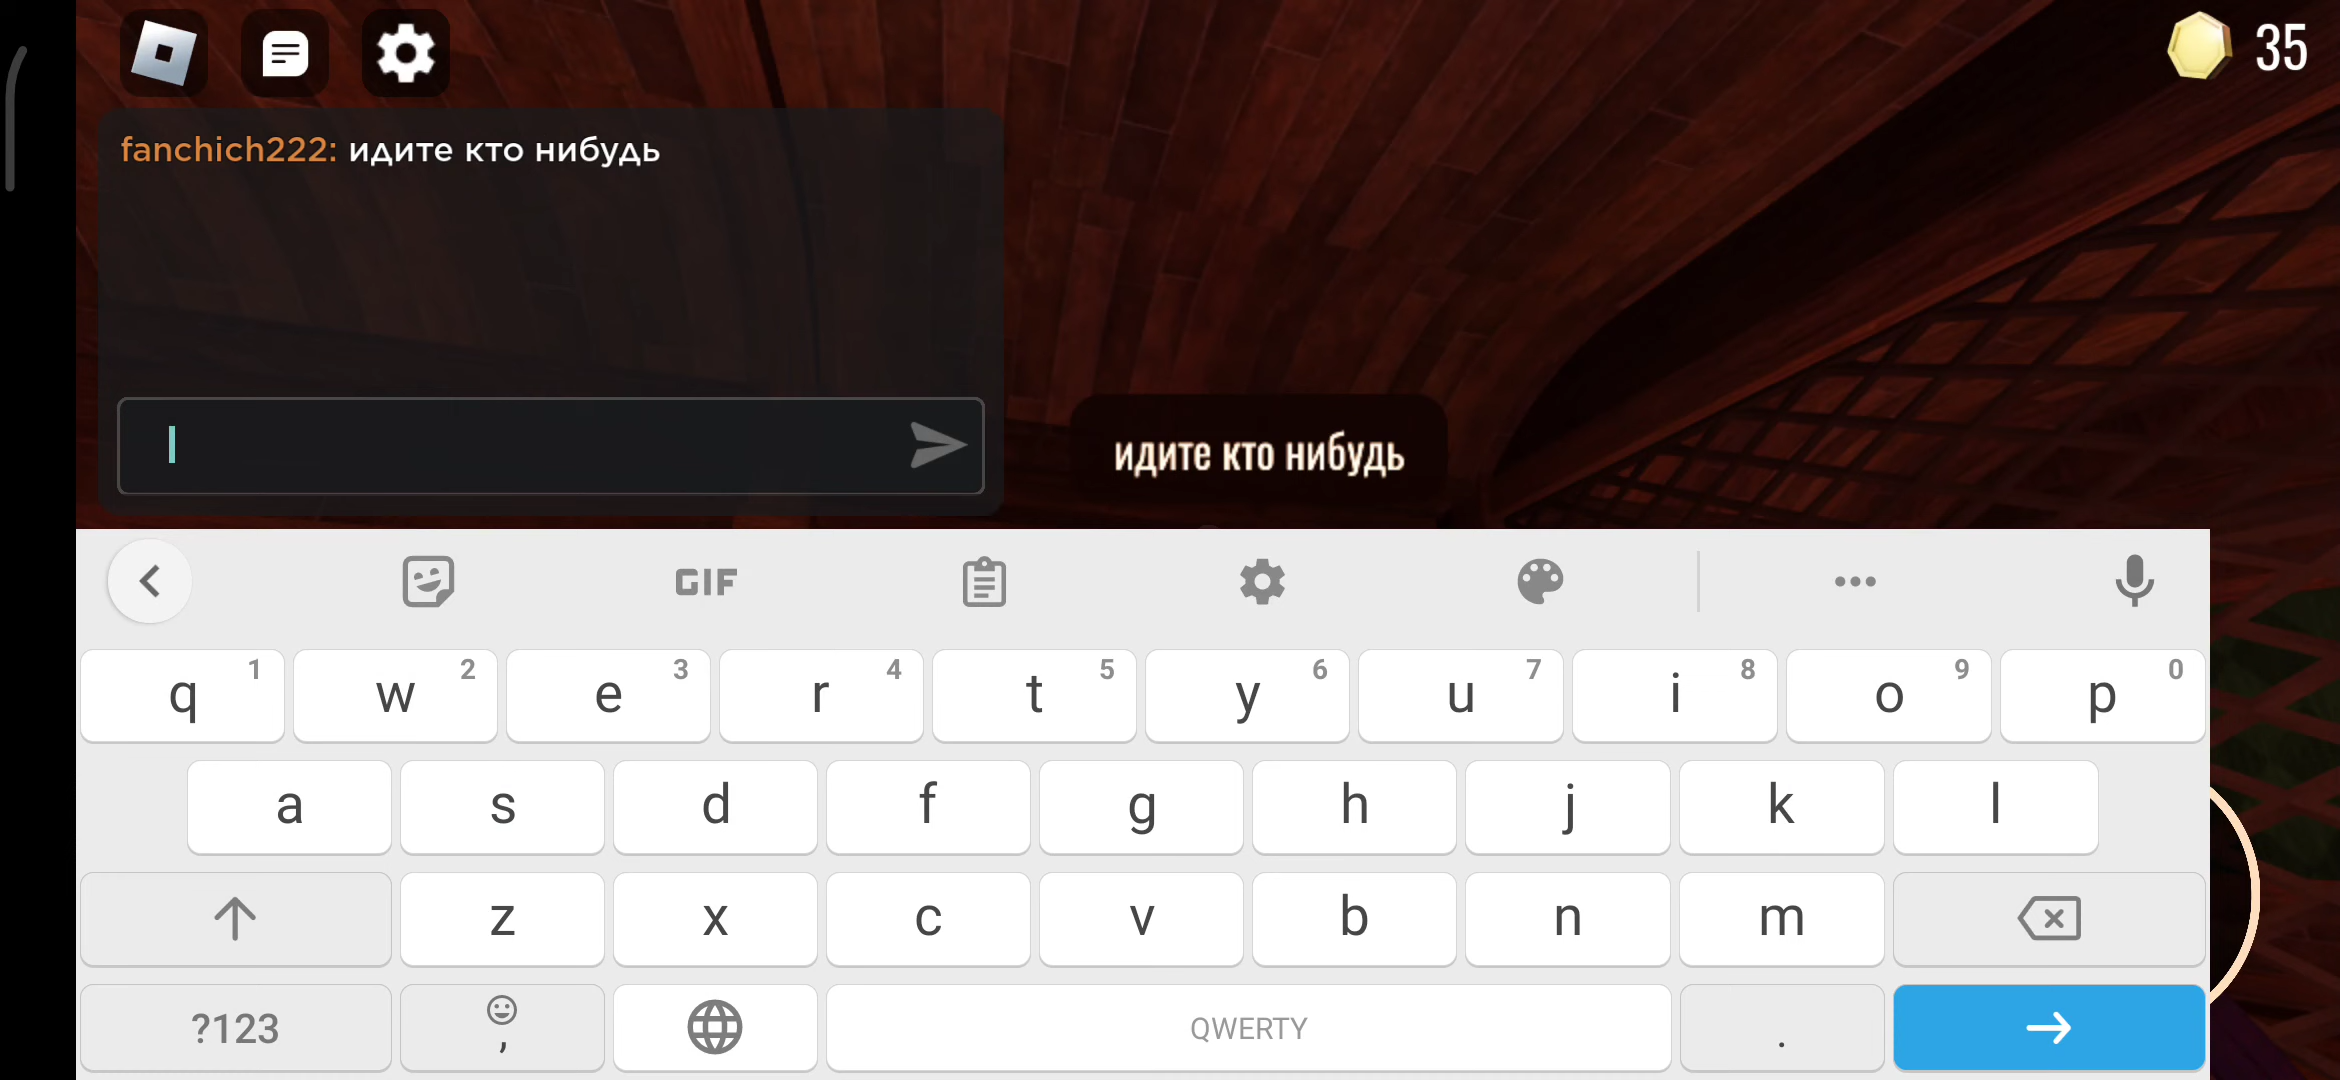 35
fanchich222: идите кто нибудь
идите кто нибудь
GIF
q 1 w 2 e 3 r 4 t 5 y 6 u 7 i 8 o 9 p 0
a s d f g h j k l
z x c v b n m
?123 , QWERTY .